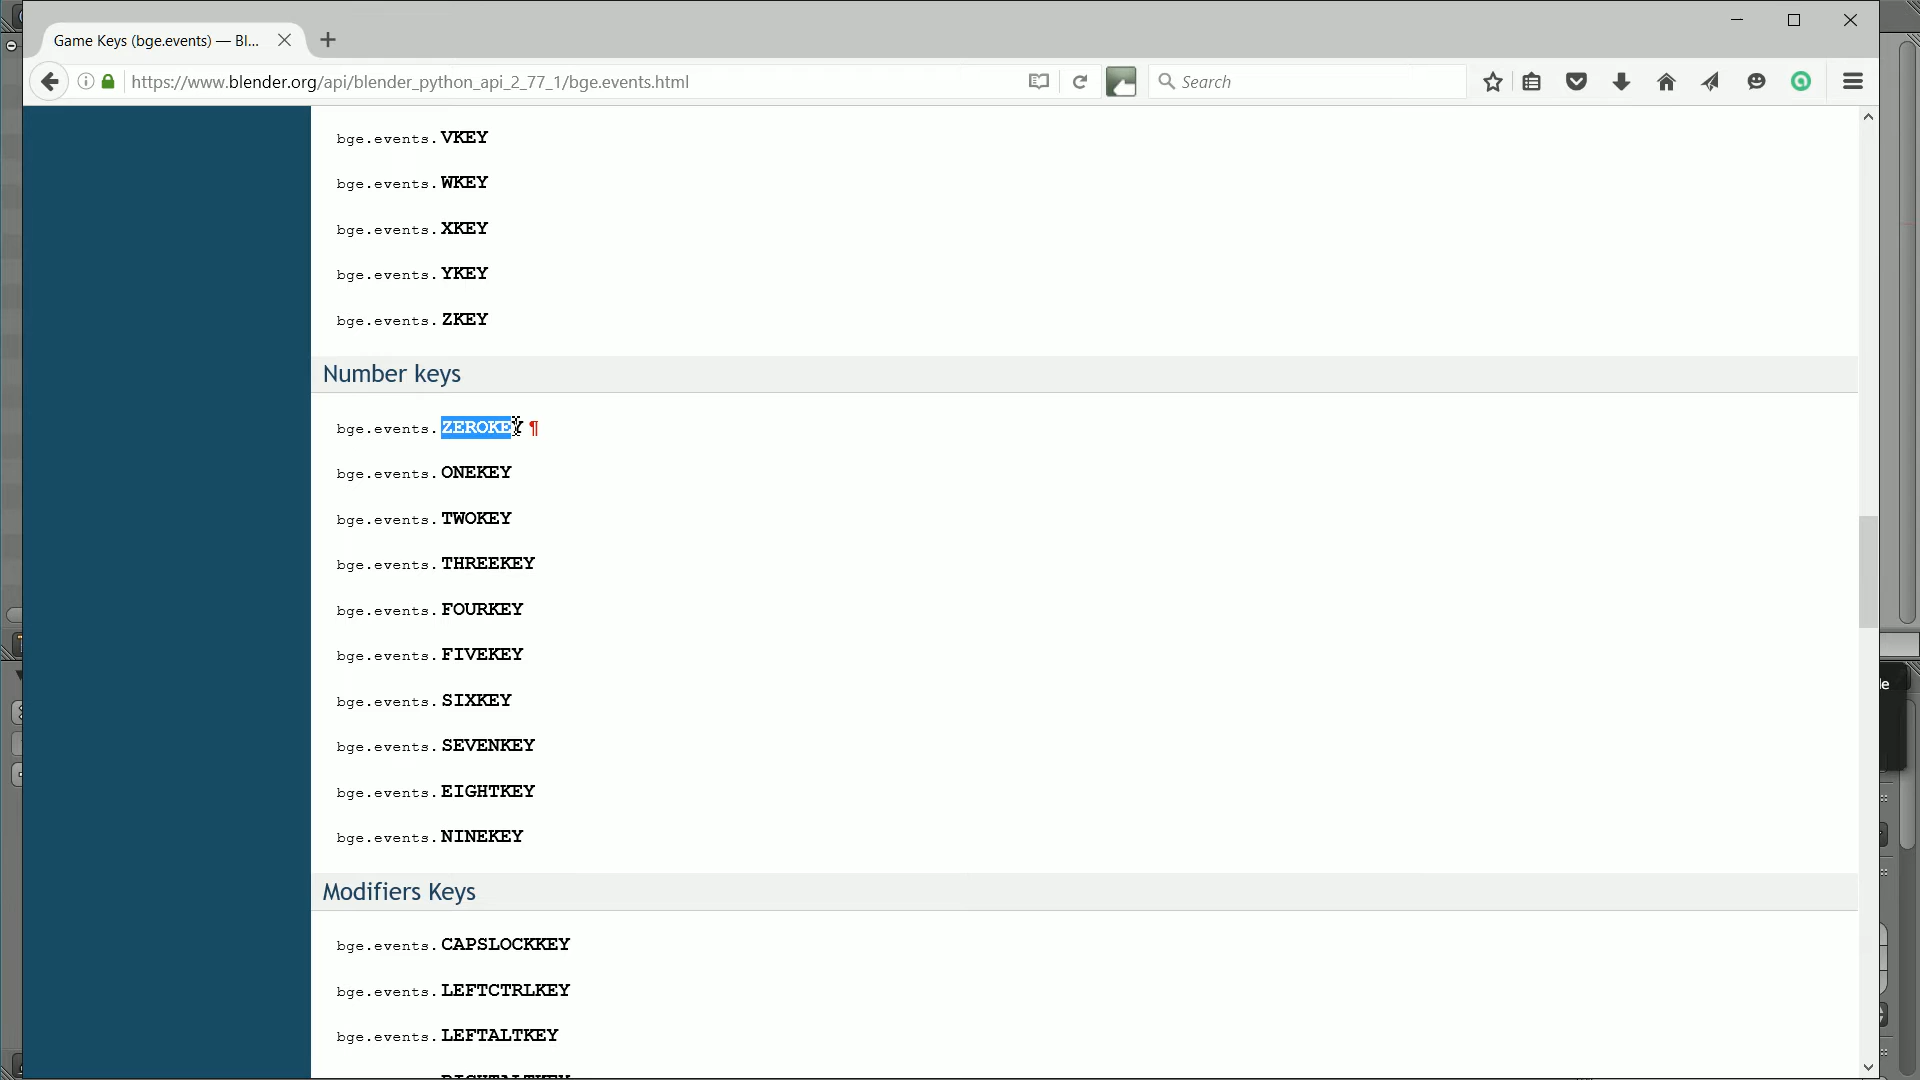 Game Keys (bge.events) — Bl...
https://www.blender.org/api/blender_python_api_2_77_1/bge.events.html
Search
bge.events.VKEY
bge.events.WKEY
bge.events.XKEY
bge.events.YKEY
bge.events.ZKEY
Number keys
bge.events.ZEROKEY ¶
bge.events.ONEKEY
bge.events.TWOKEY
bge.events.THREEKEY
bge.events.FOURKEY
bge.events.FIVEKEY
bge.events.SIXKEY
bge.events.SEVENKEY
le
bge.events.EIGHTKEY
bge.events.NINEKEY
Modifiers Keys
bge.events.CAPSLOCKKEY
bge.events.LEFTCTRLKEY
bge.events.LEFTALTKEY